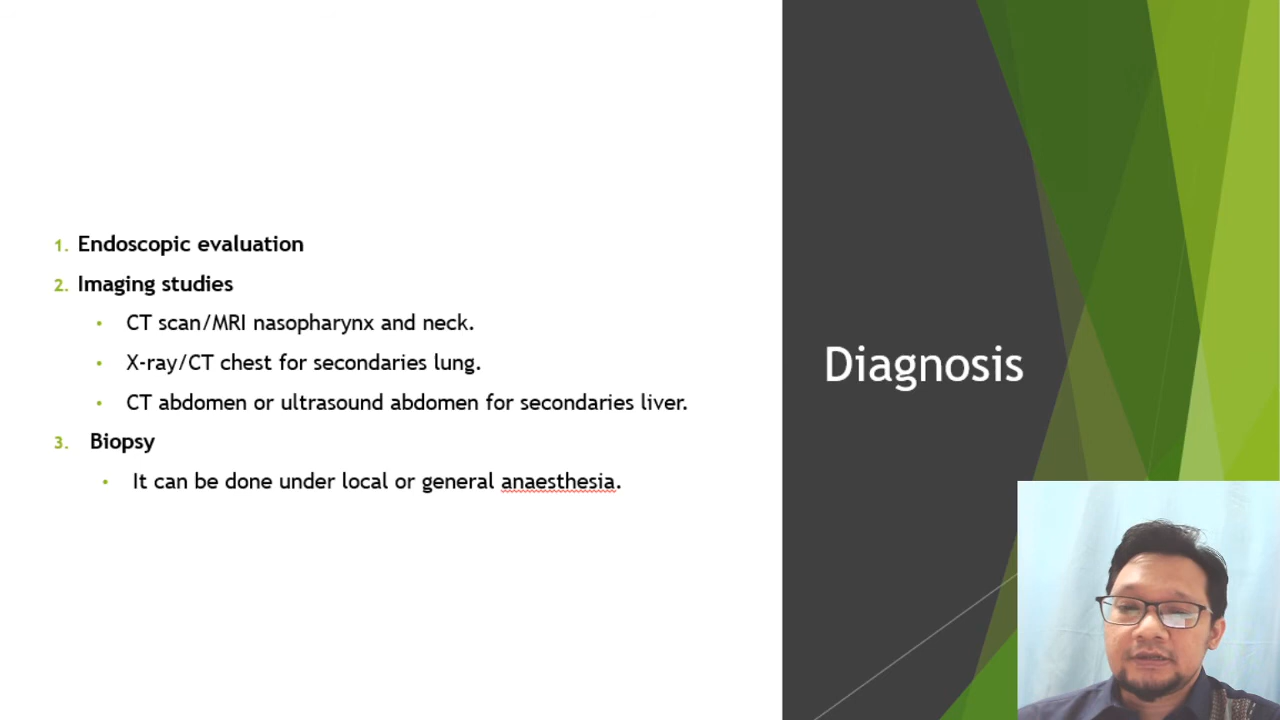 1. Endoscopic evaluation
2. Imaging studies
• CT scan/MRI nasopharynx and neck.
• X-ray/CT chest for secondaries lung.
• CT abdomen or ultrasound abdomen for secondaries liver.
3. Biopsy
• It can be done under local or general anaesthesia.
Diagnosis